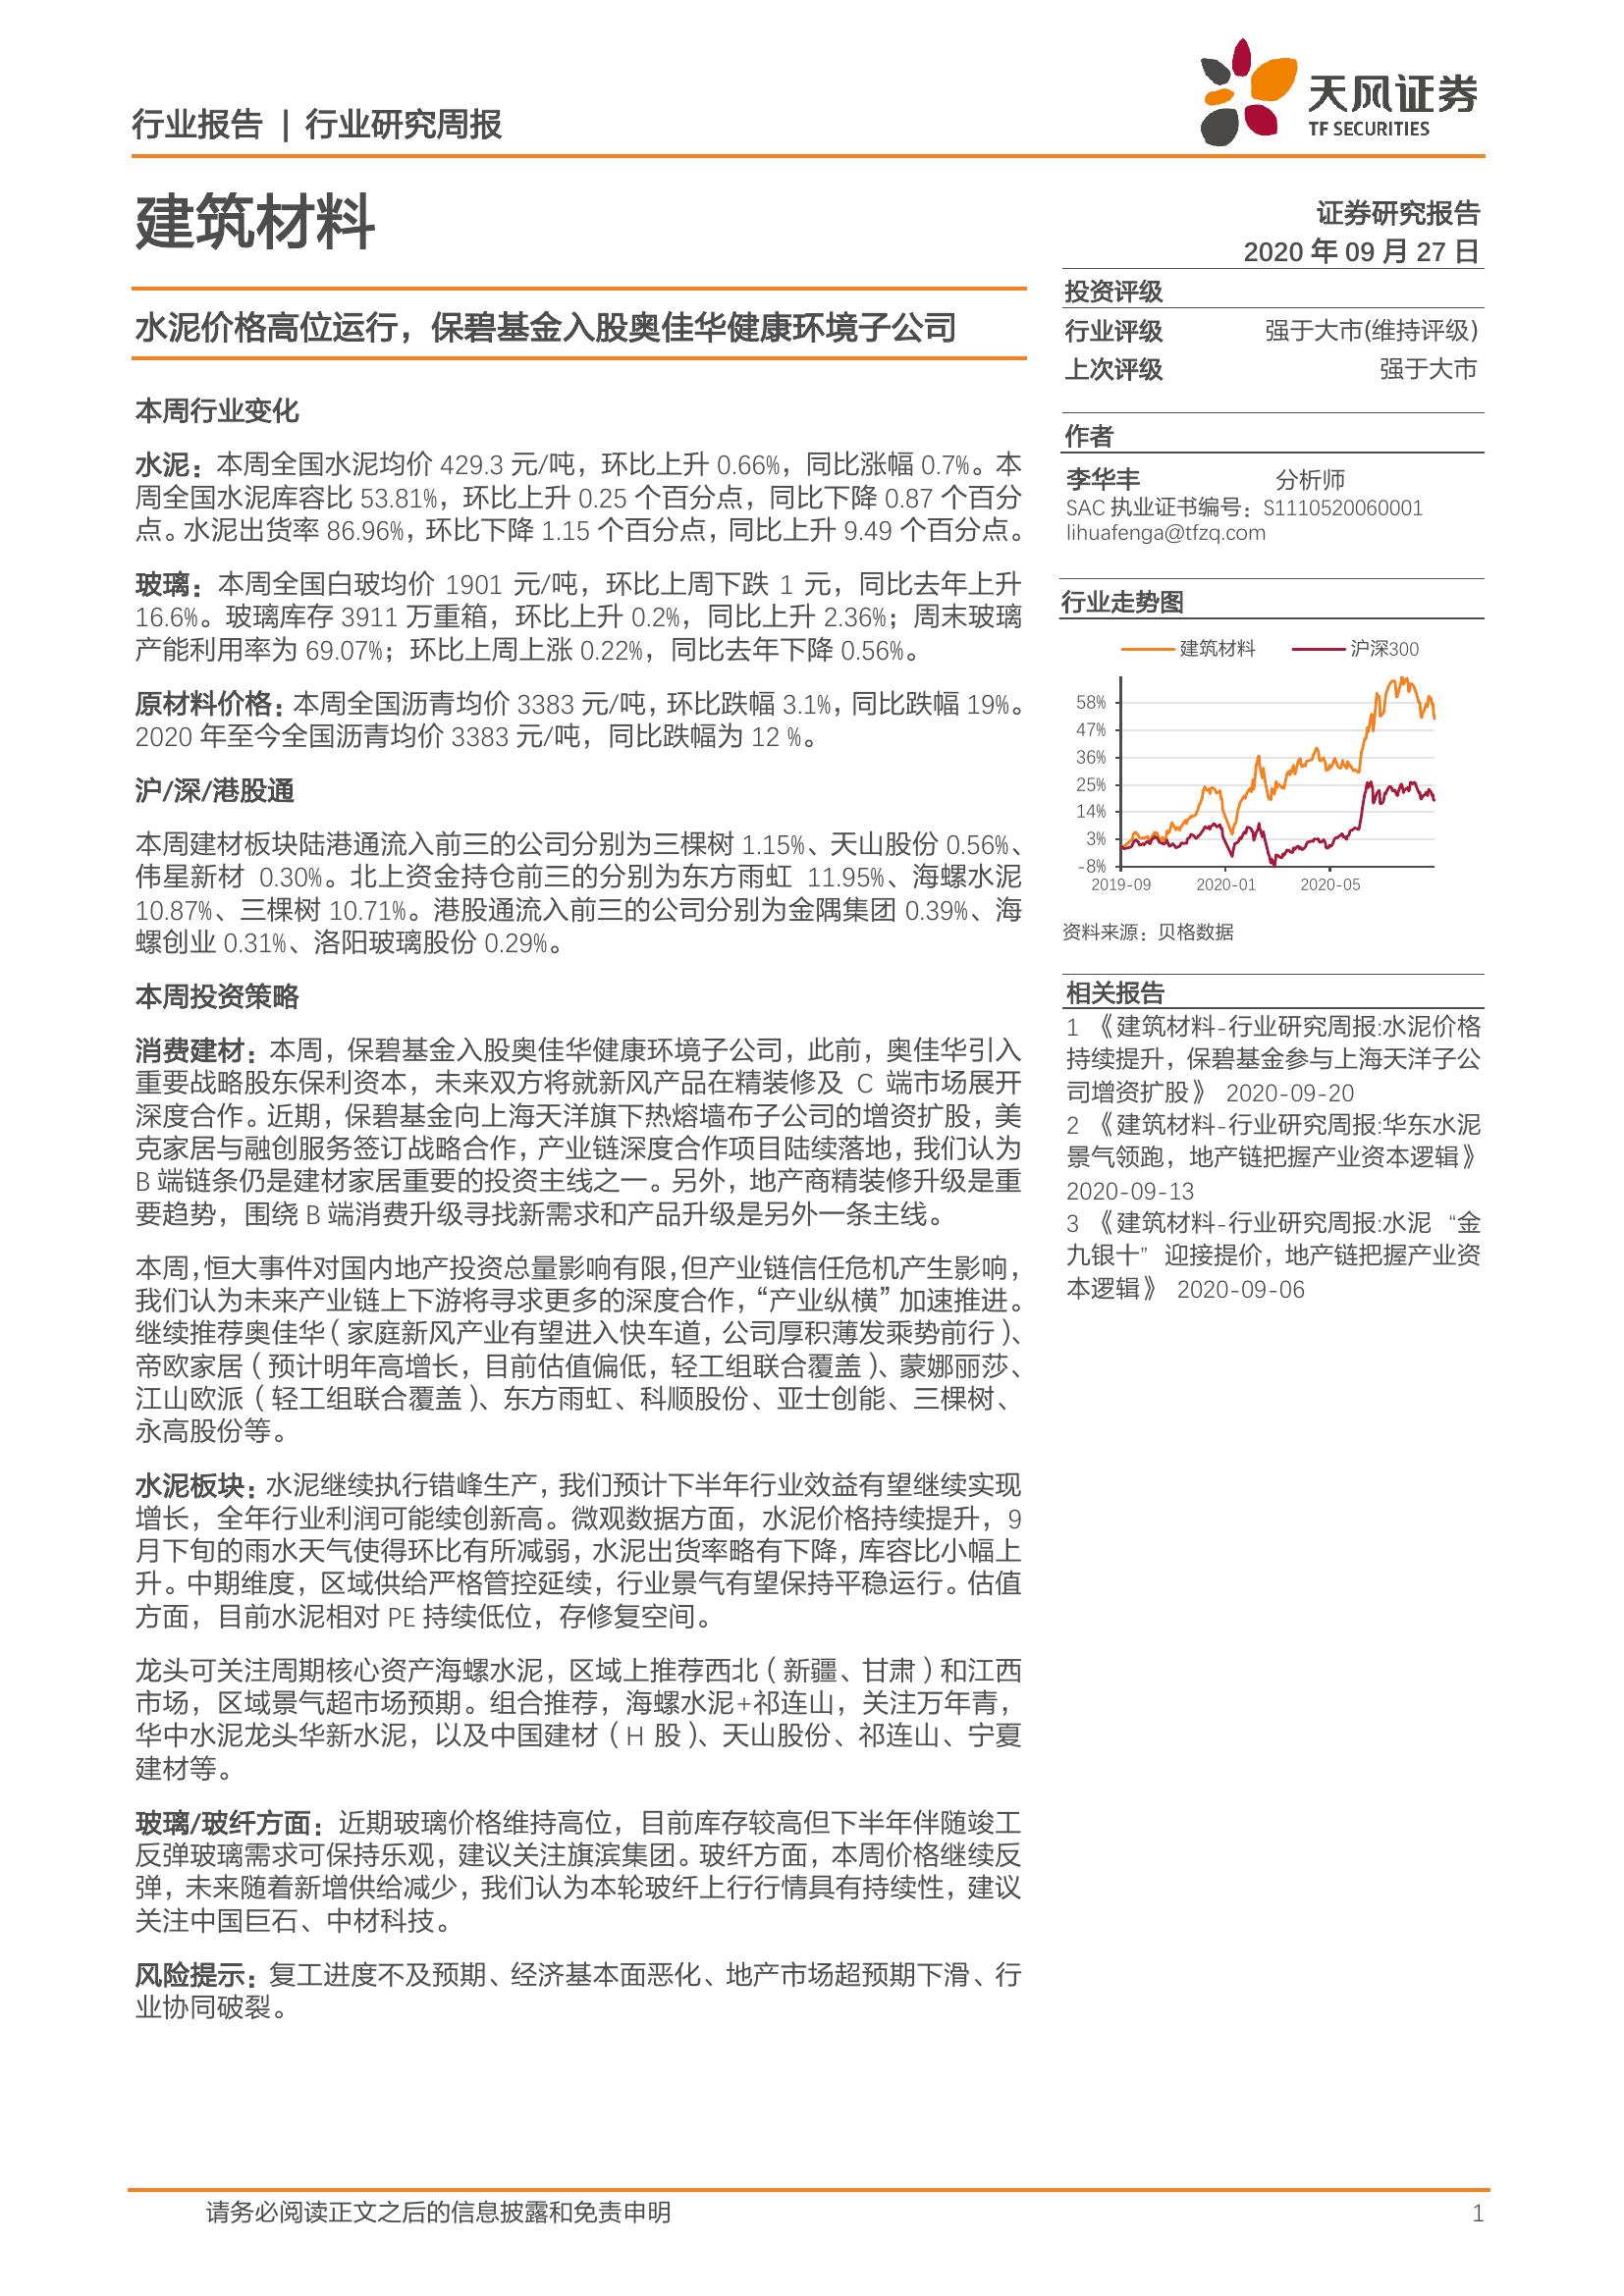 行业报告 | 行业研究周报
天风证券
TF SECURITIES
建筑材料
证券研究报告
2020 年 09 月 27 日
水泥价格高位运行，保碧基金入股奥佳华健康环境子公司
本周行业变化
水泥：本周全国水泥均价 429.3 元/吨，环比上升 0.66%，同比涨幅 0.7%。本
周全国水泥库容比 53.81%，环比上升 0.25 个百分点，同比下降 0.87 个百分
点。水泥出货率 86.96%，环比下降 1.15 个百分点，同比上升 9.49 个百分点。
玻璃：本周全国白玻均价 1901 元/吨，环比上周下跌 1 元，同比去年上升
16.6%。玻璃库存 3911 万重箱，环比上升 0.2%，同比上升 2.36%；周末玻璃
产能利用率为 69.07%；环比上周上涨 0.22%，同比去年下降 0.56%。
原材料价格：本周全国沥青均价 3383 元/吨，环比跌幅 3.1%，同比跌幅 19%。
2020 年至今全国沥青均价 3383 元/吨，同比跌幅为 12 %。
沪/深/港股通
本周建材板块陆港通流入前三的公司分别为三棵树 1.15%、天山股份 0.56%、
伟星新材 0.30%。北上资金持仓前三的分别为东方雨虹 11.95%、海螺水泥
10.87%、三棵树 10.71%。港股通流入前三的公司分别为金隅集团 0.39%、海
螺创业 0.31%、洛阳玻璃股份 0.29%。
本周投资策略
消费建材：本周，保碧基金入股奥佳华健康环境子公司，此前，奥佳华引入
重要战略股东保利资本，未来双方将就新风产品在精装修及 C 端市场展开
深度合作。近期，保碧基金向上海天洋旗下热熔墙布子公司的增资扩股，美
克家居与融创服务签订战略合作，产业链深度合作项目陆续落地，我们认为
B 端链条仍是建材家居重要的投资主线之一。另外，地产商精装修升级是重
要趋势，围绕 B 端消费升级寻找新需求和产品升级是另外一条主线。
本周，恒大事件对国内地产投资总量影响有限，但产业链信任危机产生影响，
我们认为未来产业链上下游将寻求更多的深度合作，“产业纵横”加速推进。
继续推荐奥佳华（家庭新风产业有望进入快车道，公司厚积薄发乘势前行）、
帝欧家居（预计明年高增长，目前估值偏低，轻工组联合覆盖）、蒙娜丽莎、
江山欧派（轻工组联合覆盖）、东方雨虹、科顺股份、亚士创能、三棵树、
永高股份等。
水泥板块：水泥继续执行错峰生产，我们预计下半年行业效益有望继续实现
增长，全年行业利润可能续创新高。微观数据方面，水泥价格持续提升，9
月下旬的雨水天气使得环比有所减弱，水泥出货率略有下降，库容比小幅上
升。中期维度，区域供给严格管控延续，行业景气有望保持平稳运行。估值
方面，目前水泥相对 PE 持续低位，存修复空间。
龙头可关注周期核心资产海螺水泥，区域上推荐西北（新疆、甘肃）和江西
市场，区域景气超市场预期。组合推荐，海螺水泥+祁连山，关注万年青，
华中水泥龙头华新水泥，以及中国建材（H 股）、天山股份、祁连山、宁夏
建材等。
玻璃/玻纤方面：近期玻璃价格维持高位，目前库存较高但下半年伴随竣工
反弹玻璃需求可保持乐观，建议关注旗滨集团。玻纤方面，本周价格继续反
弹，未来随着新增供给减少，我们认为本轮玻纤上行行情具有持续性，建议
关注中国巨石、中材科技。
风险提示：复工进度不及预期、经济基本面恶化、地产市场超预期下滑、行
业协同破裂。
投资评级
行业评级 强于大市(维持评级)
上次评级 强于大市
作者
李华丰 分析师
SAC 执业证书编号：S1110520060001
lihuafenga@tfzq.com
行业走势图
建筑材料 沪深300
58%
47%
36%
25%
14%
3%
-8%
2019-09 2020-01 2020-05
资料来源：贝格数据
相关报告
1 《建筑材料-行业研究周报:水泥价格
持续提升，保碧基金参与上海天洋子公
司增资扩股》 2020-09-20
2 《建筑材料-行业研究周报:华东水泥
景气领跑，地产链把握产业资本逻辑》
2020-09-13
3 《建筑材料-行业研究周报:水泥 “金
九银十” 迎接提价，地产链把握产业资
本逻辑》 2020-09-06
请务必阅读正文之后的信息披露和免责申明 1